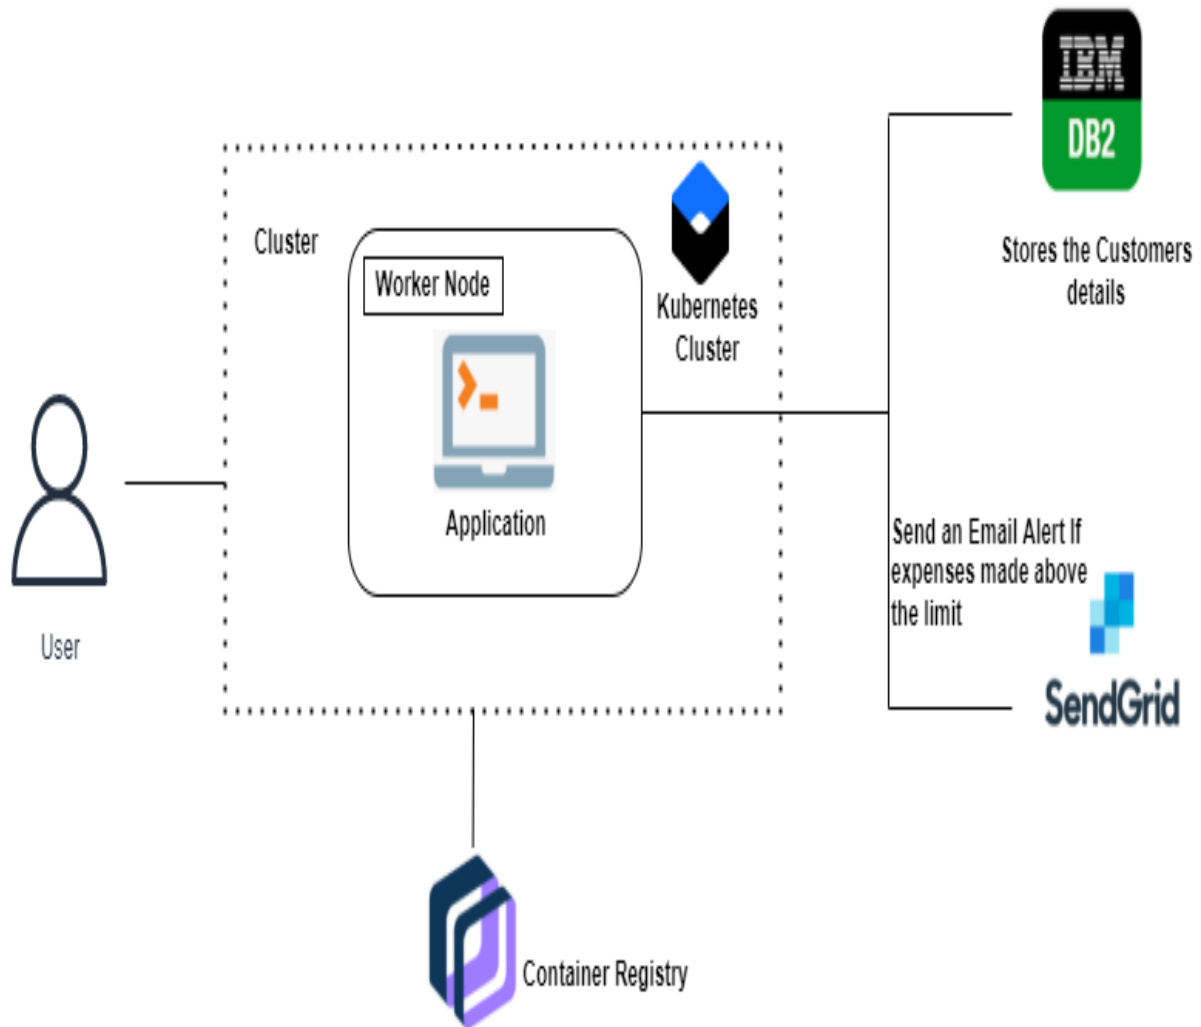 IBM
DB2
Stores the Customers
details
Cluster
Worker Node
Kubernetes
Cluster
Application
User
Send an Email Alert If
expenses made above
the limit
SendGrid
Container Registry